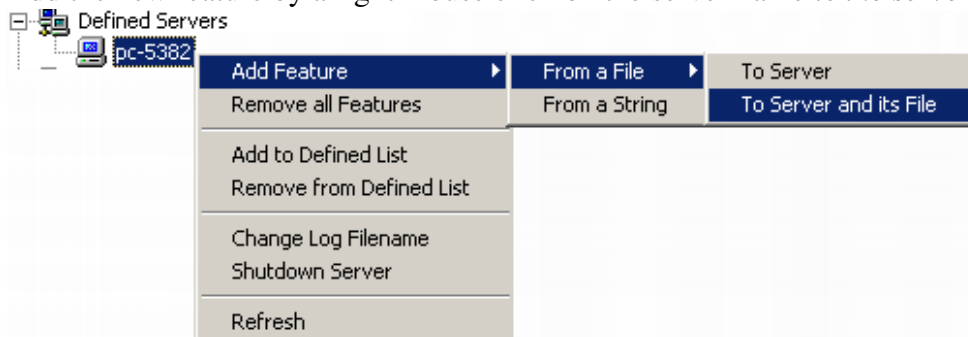 Defined Servers
pc-5382
Add Feature
From a File
To Server
Remove all Features
From a String
To Server and its File
Add to Defined List
Remove from Defined List
Change Log Filename
Shutdown Server
Refresh